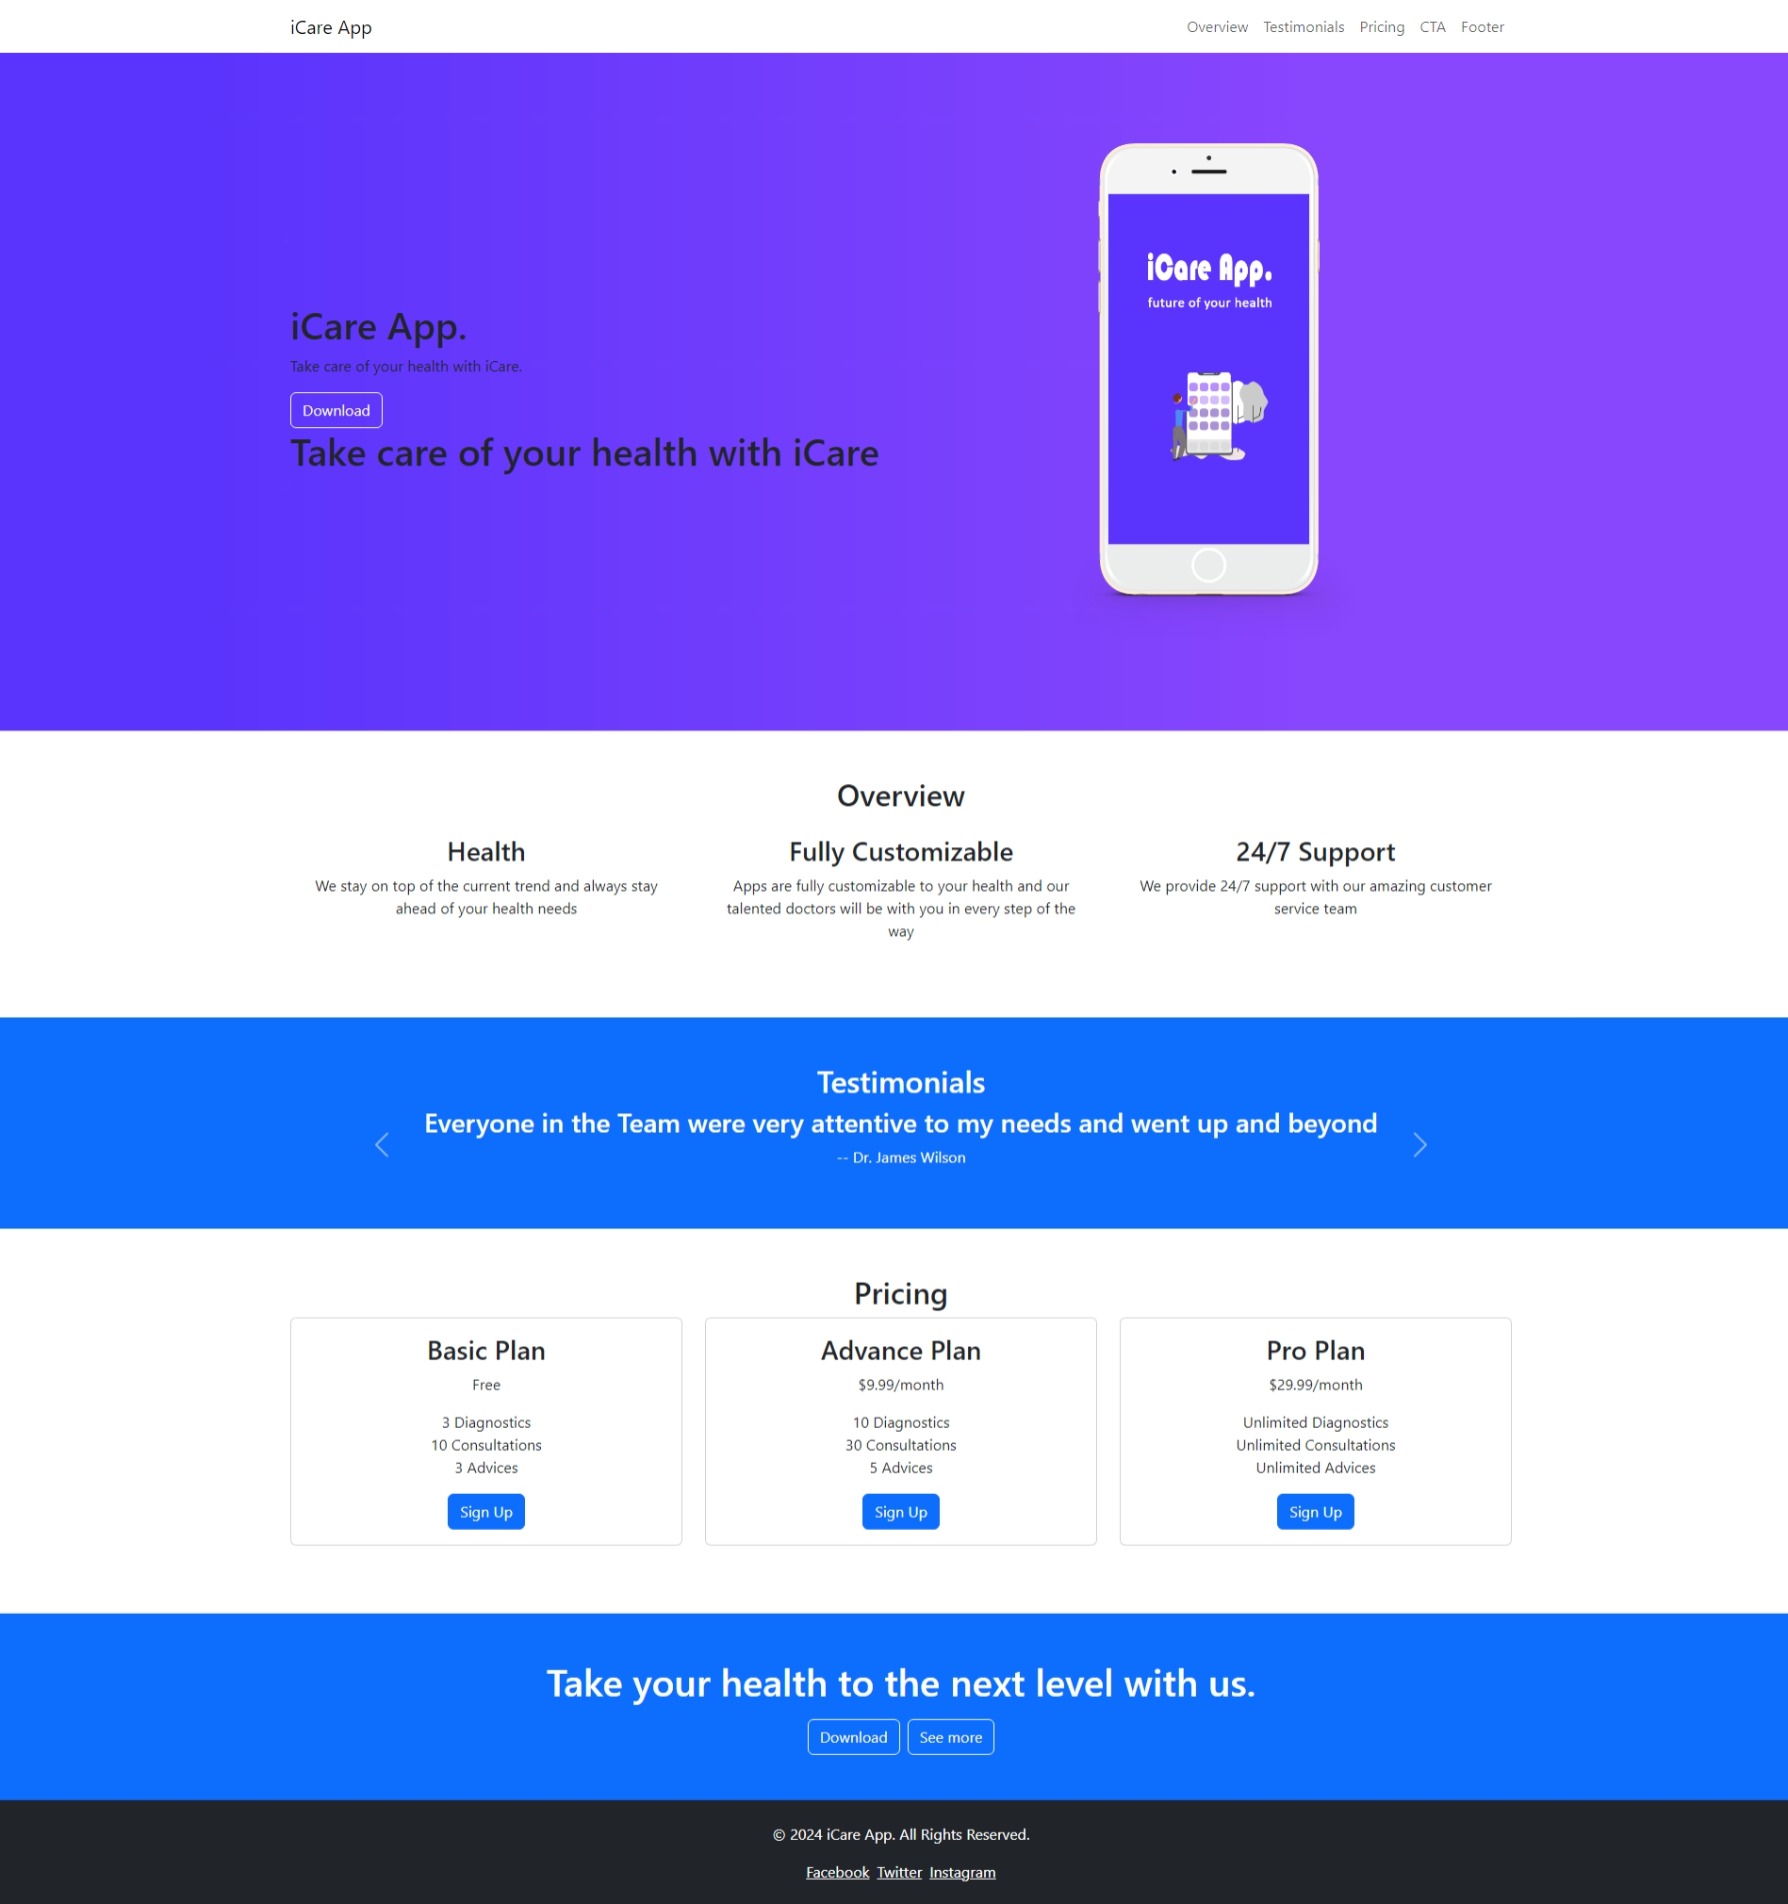 iCare App
Overview Testimonials Pricing CTA Footer
iCare App.
Take care of your health with iCare.
Download
Take care of your health with iCare
iCare App.
future of your health
Overview
Health
We stay on top of the current trend and always stay
ahead of your health needs
Fully Customizable
Apps are fully customizable to your health and our
talented doctors will be with you in every step of the
way
24/7 Support
We provide 24/7 support with our amazing customer
service team
Testimonials
Everyone in the Team were very attentive to my needs and went up and beyond
-- Dr. James Wilson
Pricing
Basic Plan
Free
3 Diagnostics
10 Consultations
3 Advices
Sign Up
Advance Plan
$9.99/month
10 Diagnostics
30 Consultations
5 Advices
Sign Up
Pro Plan
$29.99/month
Unlimited Diagnostics
Unlimited Consultations
Unlimited Advices
Sign Up
Take your health to the next level with us.
Download See more
© 2024 iCare App. All Rights Reserved.
Facebook Twitter Instagram